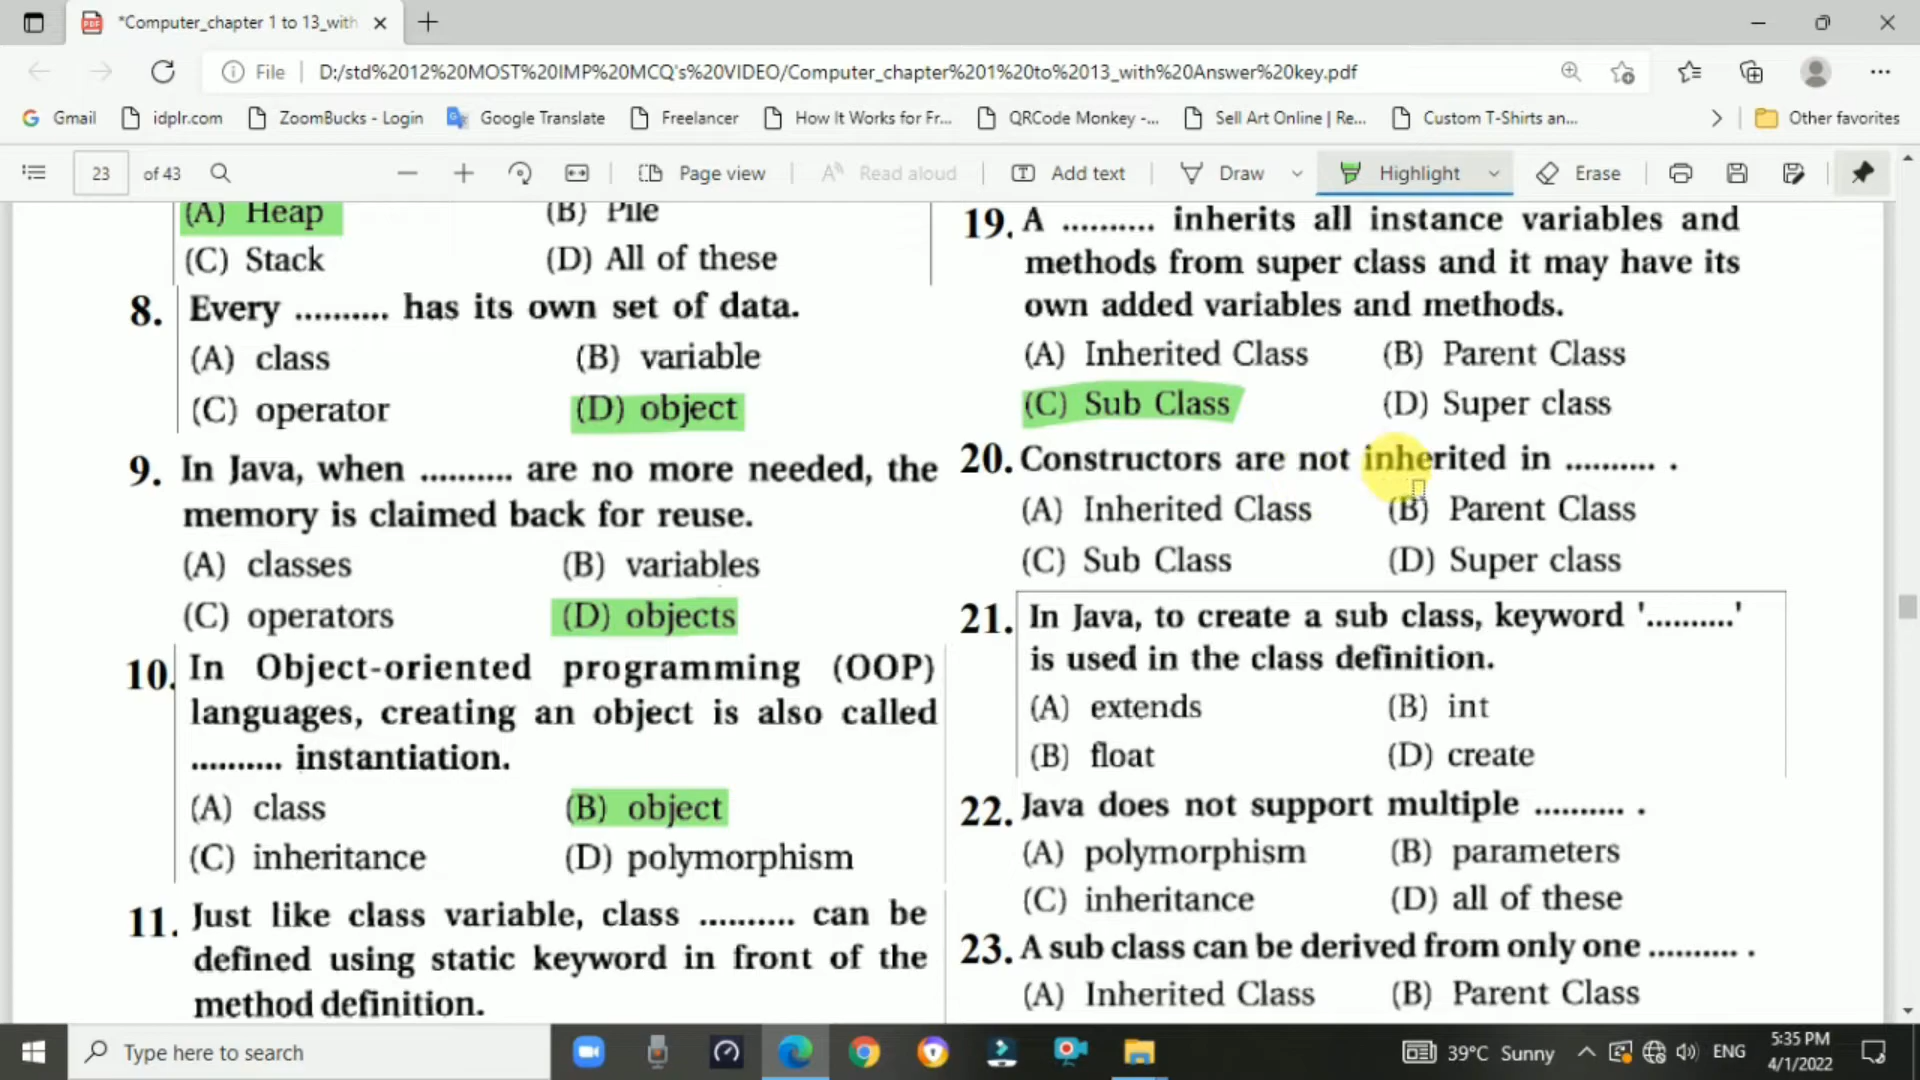 *Computer_chapter 1 to 13_with
File
D:/std%2012%20MOST%20IMP%20MCQ's%20VIDEO/Computer_chapter%201%20to%2013_with%20Answer%20key.pdf
Gmail
idplr.com
ZoomBucks - Login
Google Translate
Freelancer
How It Works for Fr...
QRCode Monkey -...
Sell Art Online | Re...
Custom T-Shirts an...
Other favorites
23 of 43
Page view
Read aloud
Add text
Draw
Highlight
Erase
(A) Heap (B) Pile
(C) Stack (D) All of these
8. Every .......... has its own set of data.
(A) class (B) variable
(C) operator (D) object
9. In Java, when .......... are no more needed, the
memory is claimed back for reuse.
(A) classes (B) variables
(C) operators (D) objects
10. In Object-oriented programming (OOP)
languages, creating an object is also called
.......... instantiation.
(A) class (B) object
(C) inheritance (D) polymorphism
11. Just like class variable, class .......... can be
defined using static keyword in front of the
method definition.
19. A .......... inherits all instance variables and
methods from super class and it may have its
own added variables and methods.
(A) Inherited Class (B) Parent Class
(C) Sub Class (D) Super class
20. Constructors are not inherited in .......... .
(A) Inherited Class (B) Parent Class
(C) Sub Class (D) Super class
21. In Java, to create a sub class, keyword '..........'
is used in the class definition.
(A) extends (B) int
(B) float (D) create
22. Java does not support multiple .......... .
(A) polymorphism (B) parameters
(C) inheritance (D) all of these
23. A sub class can be derived from only one .......... .
(A) Inherited Class (B) Parent Class
Type here to search
39°C Sunny
ENG
5:35 PM
4/1/2022